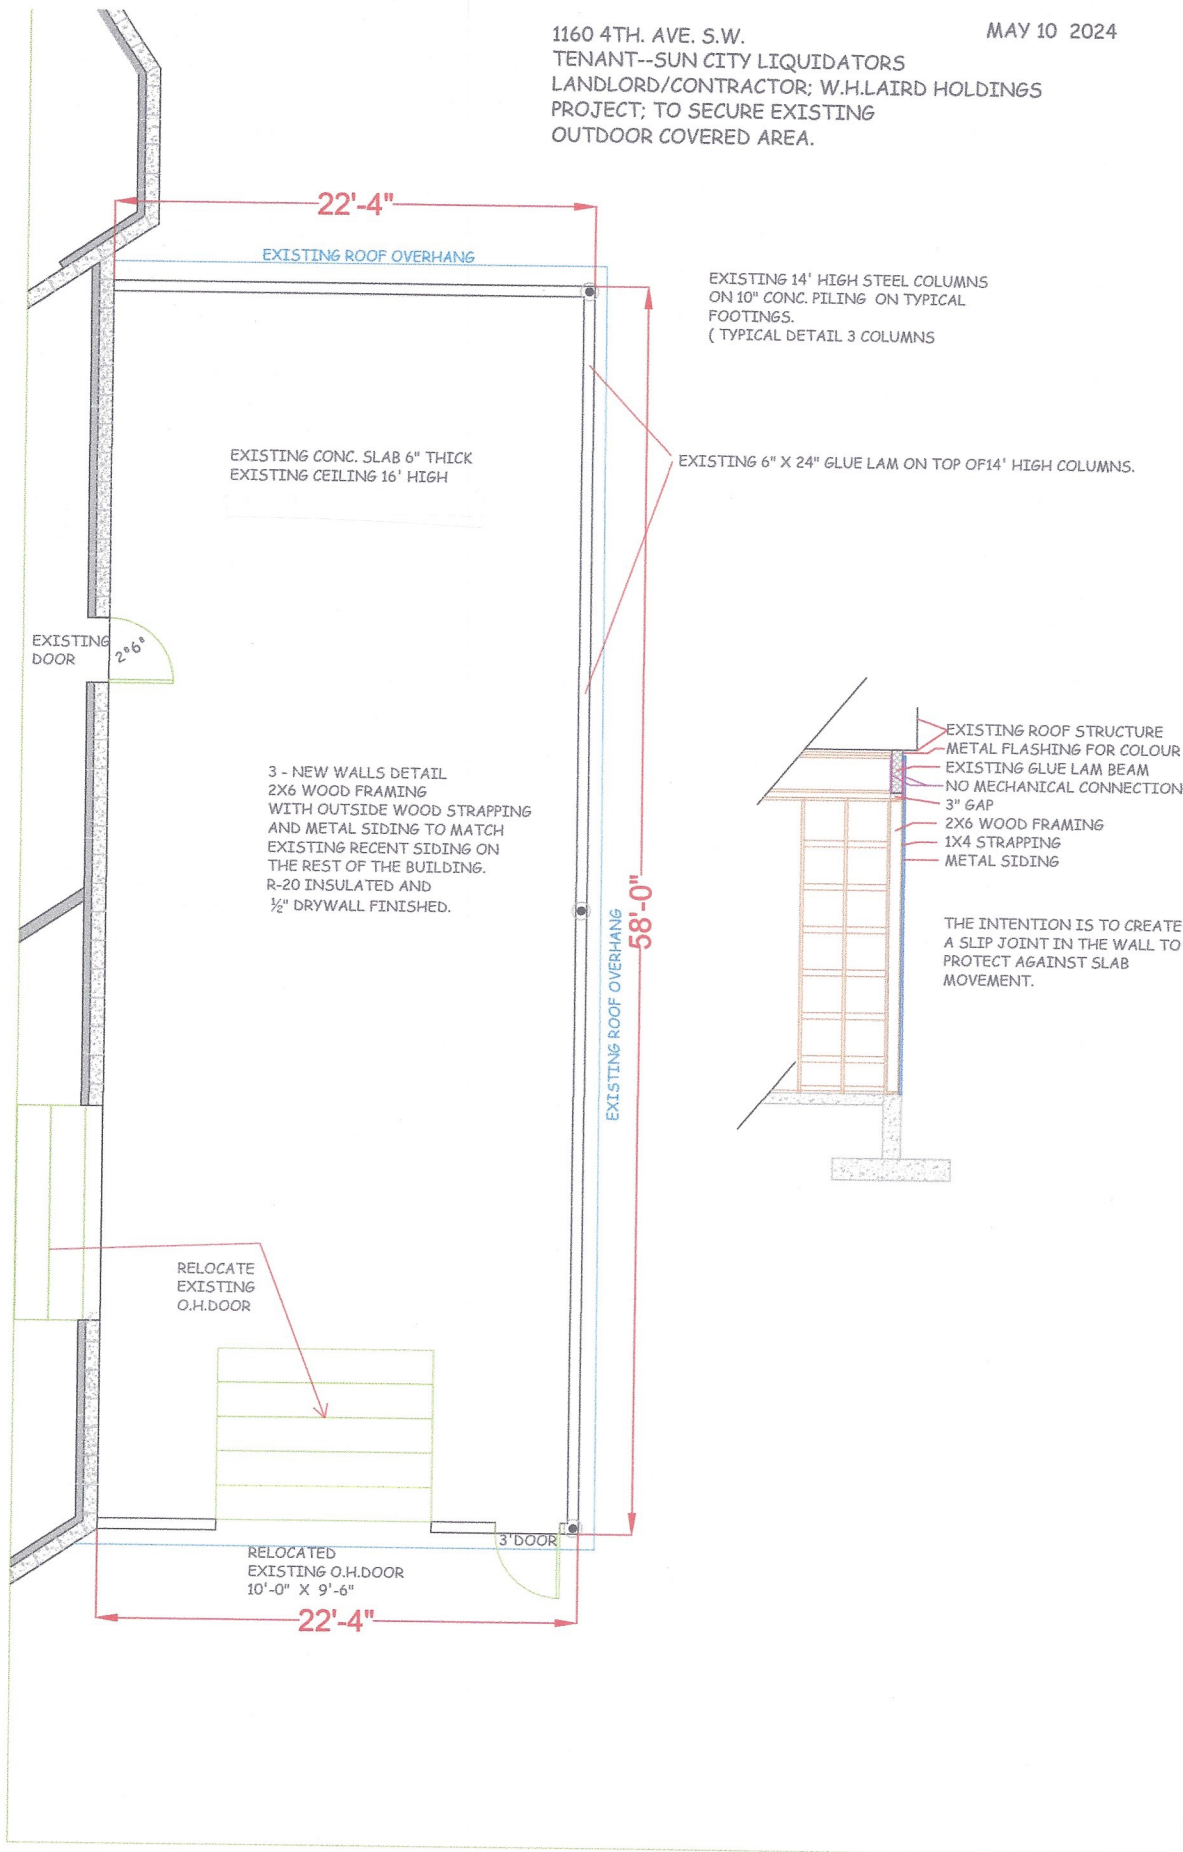 1160 4TH. AVE. S.W.
MAY 10 2024
TENANT--SUN CITY LIQUIDATORS
LANDLORD/CONTRACTOR; W.H.LAIRD HOLDINGS
PROJECT; TO SECURE EXISTING
OUTDOOR COVERED AREA.
22'-4"
EXISTING ROOF OVERHANG
EXISTING 14' HIGH STEEL COLUMNS
ON 10" CONC. PILING ON TYPICAL
FOOTINGS.
( TYPICAL DETAIL 3 COLUMNS
EXISTING CONC. SLAB 6" THICK
EXISTING CEILING 16' HIGH
EXISTING 6" X 24" GLUE LAM ON TOP OF14' HIGH COLUMNS.
EXISTING
DOOR
2"6"
3 - NEW WALLS DETAIL
2X6 WOOD FRAMING
WITH OUTSIDE WOOD STRAPPING
AND METAL SIDING TO MATCH
EXISTING RECENT SIDING ON
THE REST OF THE BUILDING.
R-20 INSULATED AND
½" DRYWALL FINISHED.
58'-0"
EXISTING ROOF OVERHANG
EXISTING ROOF STRUCTURE
METAL FLASHING FOR COLOUR
EXISTING GLUE LAM BEAM
NO MECHANICAL CONNECTION
3" GAP
2X6 WOOD FRAMING
1X4 STRAPPING
METAL SIDING
THE INTENTION IS TO CREATE
A SLIP JOINT IN THE WALL TO
PROTECT AGAINST SLAB
MOVEMENT.
RELOCATE
EXISTING
O.H.DOOR
3'DOOR
RELOCATED
EXISTING O.H.DOOR
10'-0" X 9'-6"
22'-4"